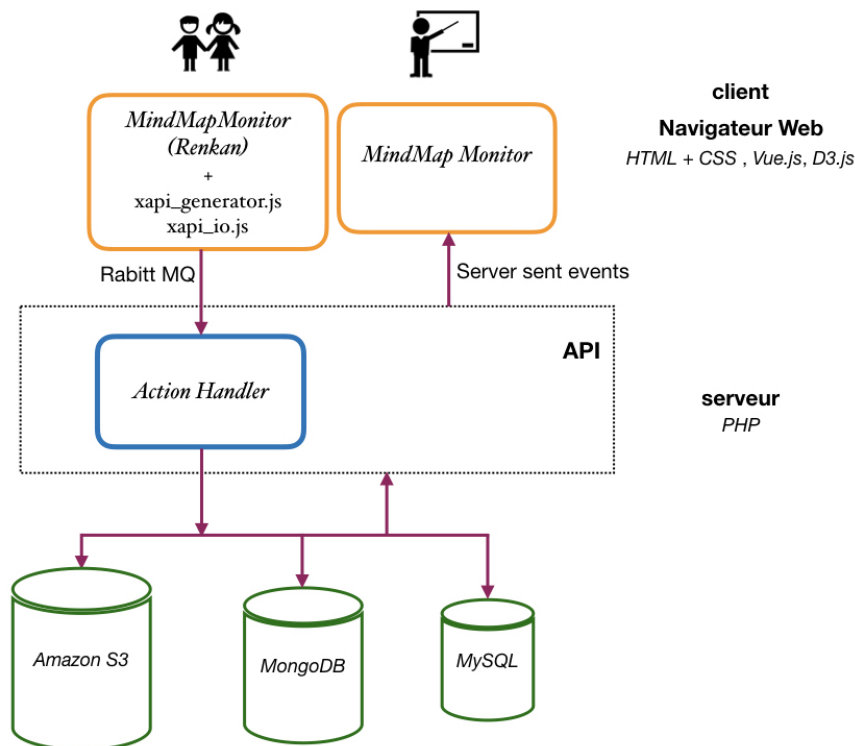 MindMapMonitor
(Renkan)
+
xapi_generator.js
xapi_io.js
MindMap Monitor
client
Navigateur Web
HTML + CSS , Vue.js, D3.js
Rabitt MQ
Server sent events
API
Action Handler
serveur
PHP
Amazon S3
MongoDB
MySQL